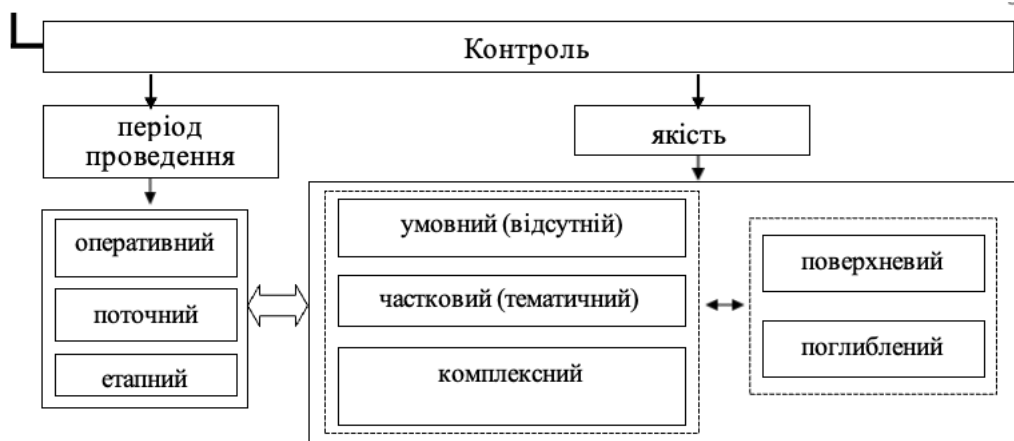 Контроль
період
проведення
якість
оперативний
поточний
етапний
умовний (відсутній)
частковий (тематичний)
комплексний
поверхневий
поглиблений